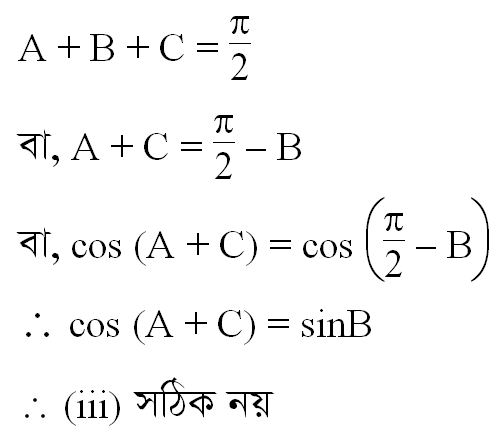 A + B + C = π/2
বা, A + C = π/2 – B
বা, cos (A + C) = cos (π/2 – B)
∴ cos (A + C) = sinB
∴ (iii) সঠিক নয়